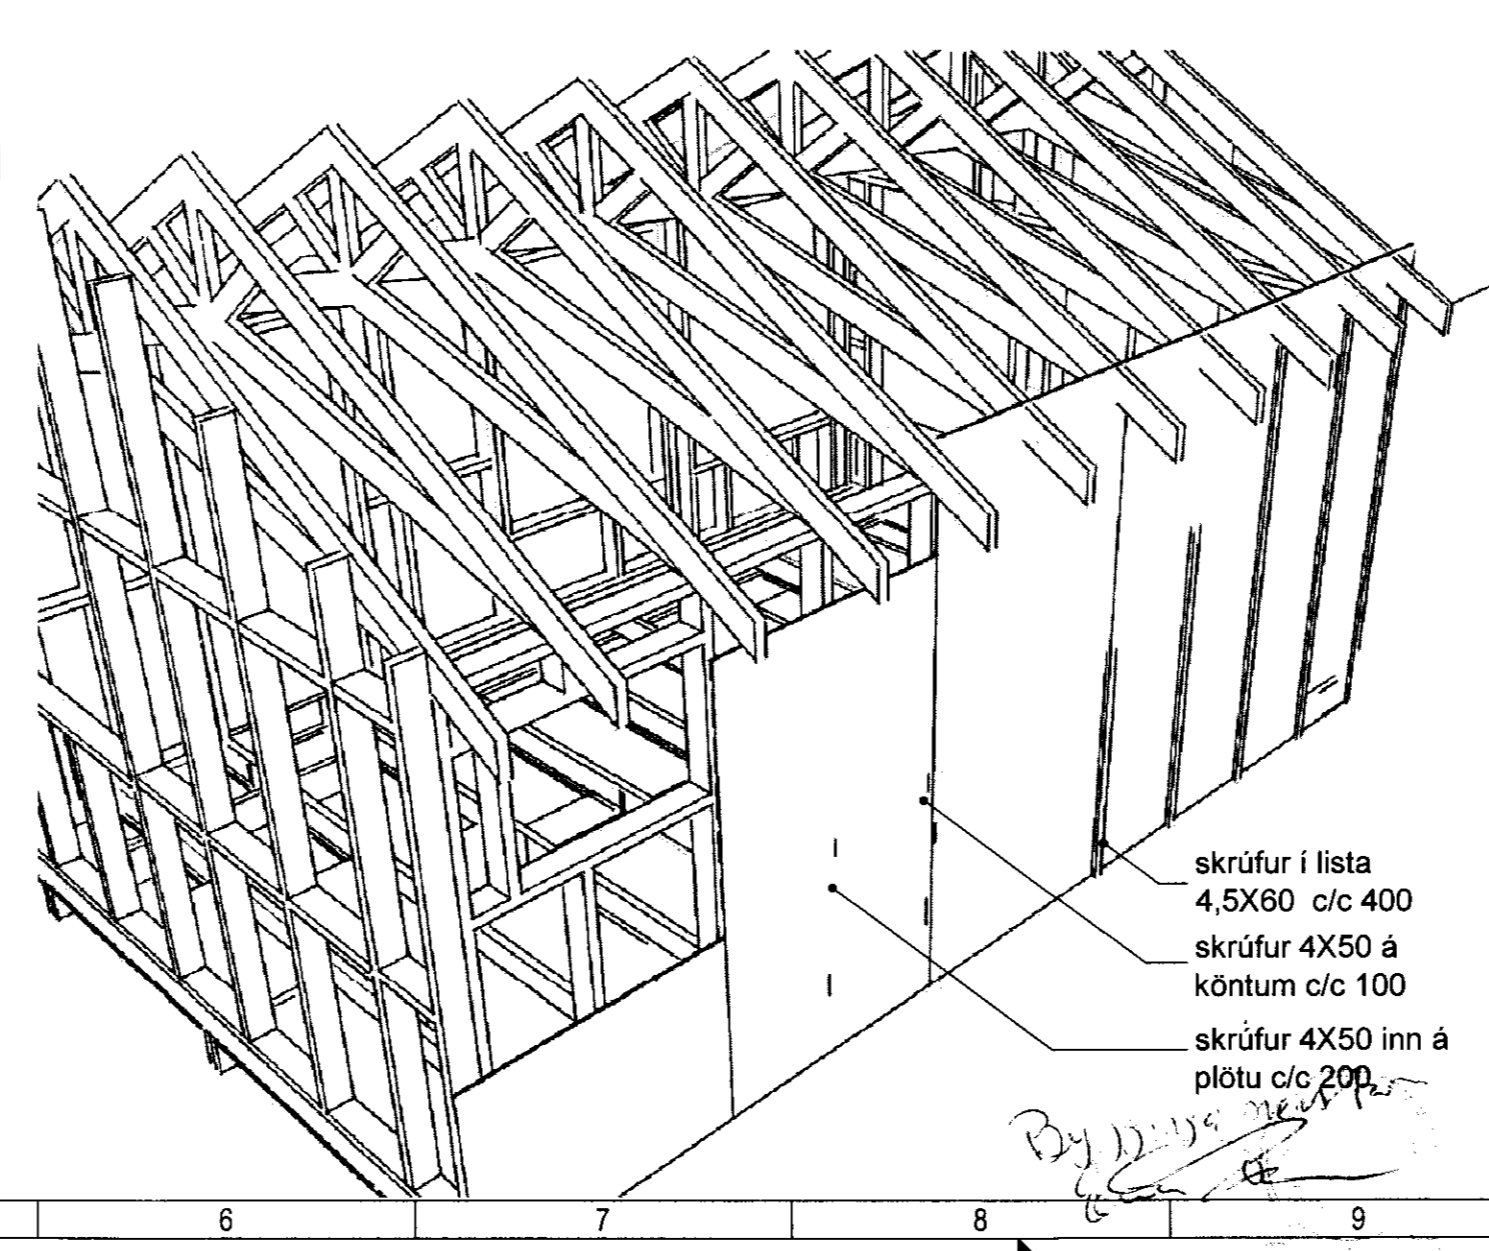 skrúfur í lista
4,5X60 c/c 400
skrúfur 4X50 á
köntum c/c 100
skrúfur 4X50 inn á
plötu c/c 200
6 7 8 9